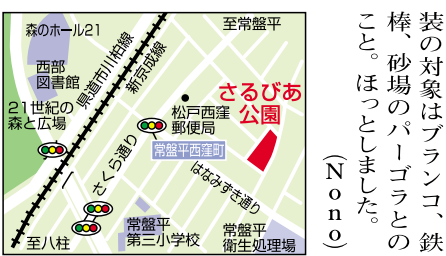 装の対象はブランコ、鉄
棒、砂場のパーゴラとの
こと。ほっとしました。
(Nono)
森のホール21
至常盤平
西部
図書館
県道市川柏線
新京成線
さるびあ
公園
21世紀の
森と広場
松戸西窪
郵便局
常盤平西窪町
さくら通り
はなみずき通り
至八柱
常盤平
第三小学校
常盤平
衛生処理場